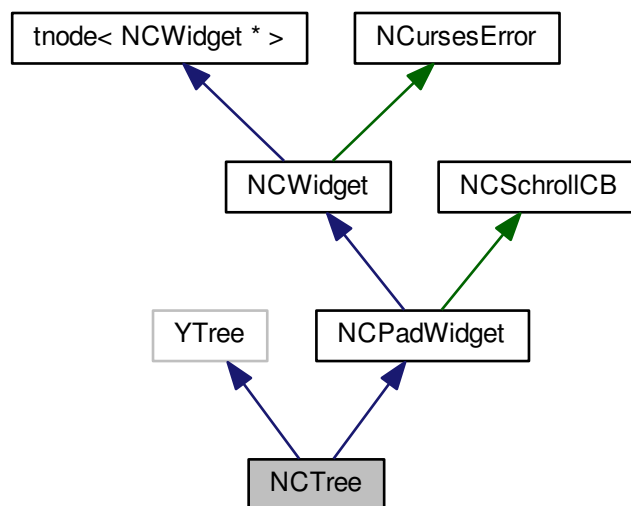 tnode< NCWidget * >
NCursesError
NCWidget
NCSchrollCB
YTree
NCPadWidget
NCTree